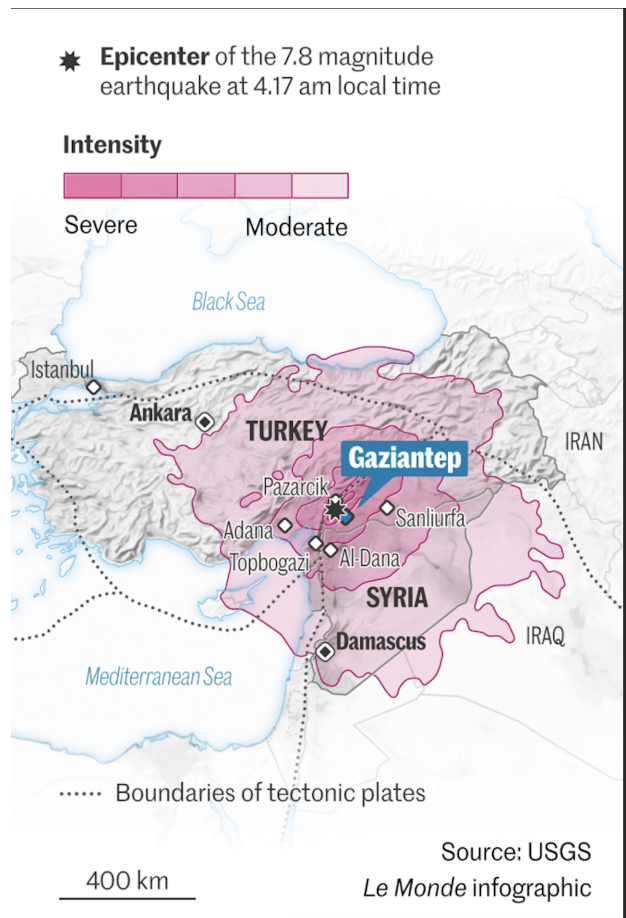 Epicenter of the 7.8 magnitude
earthquake at 4.17 am local time
Intensity
Severe
Moderate
Black Sea
Istanbul
Ankara
TURKEY
IRAN
Gaziantep
Pazarcik
Sanliurfa
Adana
Topbogazi
Al-Dana
SYRIA
IRAQ
Damascus
Mediterranean Sea
Boundaries of tectonic plates
Source: USGS
400 km
Le Monde infographic